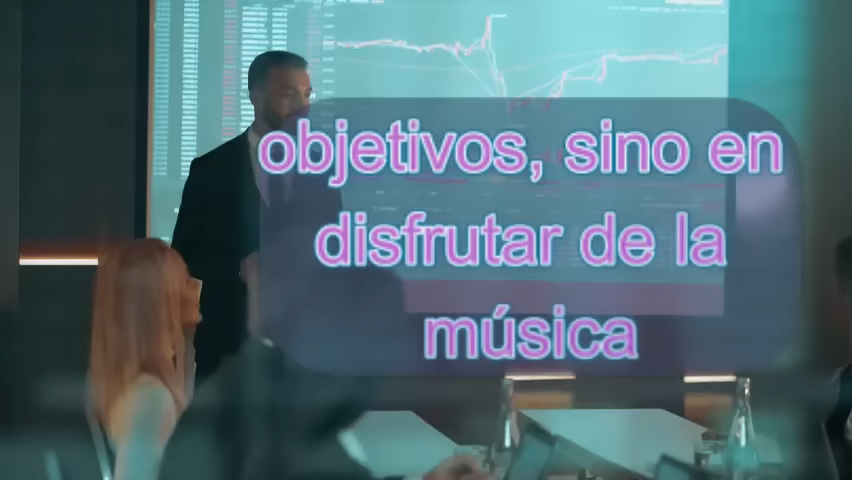 objetivos, sino en
disfrutar de la
música